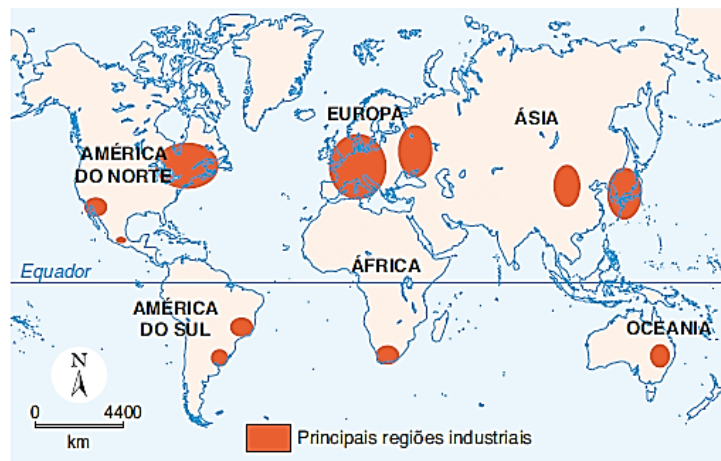 EUROPA
ÁSIA
AMÉRICA
DO NORTE
ÁFRICA
Equador
AMÉRICA
DO SUL
OCEANIA
N
0 4400
km
Principais regiões industriais